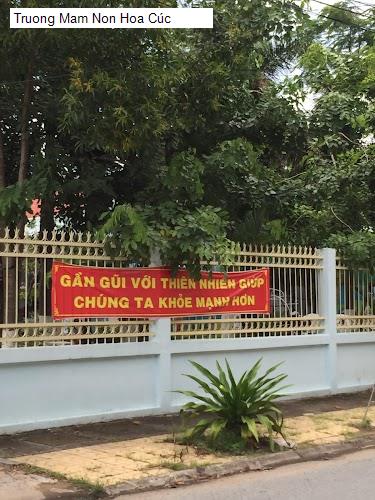 Truong Mam Non Hoa Cúc
GẦN GŨI VỚI THIÊN NHIÊN GIÚP
CHÚNG TA KHỎE MẠNH HƠN